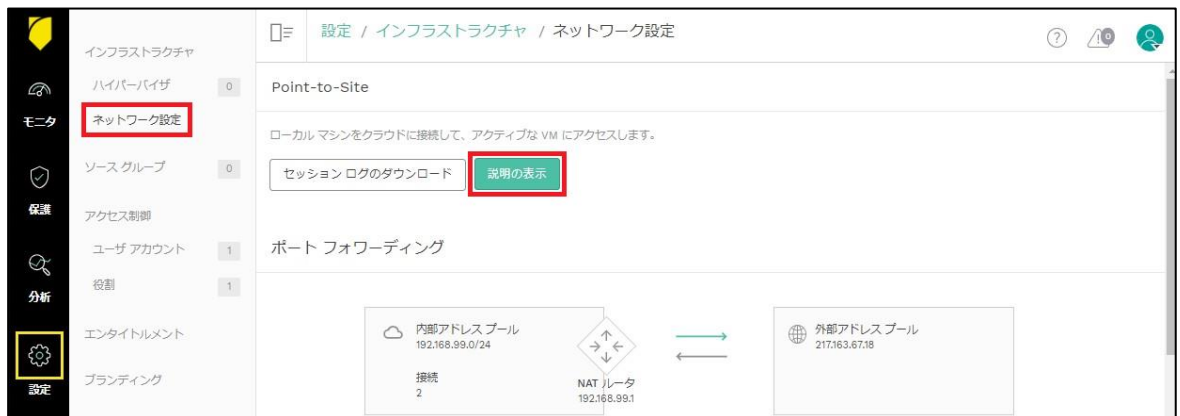 モニタ
保護
分析
設定
インフラストラクチャ
ハイパーバイザ 0
ネットワーク設定
ソース グループ 0
アクセス制御
ユーザ アカウント 1
役割 1
エンタイトルメント
ブランディング
設定 / インフラストラクチャ / ネットワーク設定
? 0
Point-to-Site
ローカル マシンをクラウドに接続して、アクティブな VM にアクセスします。
セッション ログのダウンロード 説明の表示
ポート フォワーディング
内部アドレス プール
192.168.99.0/24
接続
2
NAT ルータ
192.168.99.1
外部アドレス プール
217.163.67.18